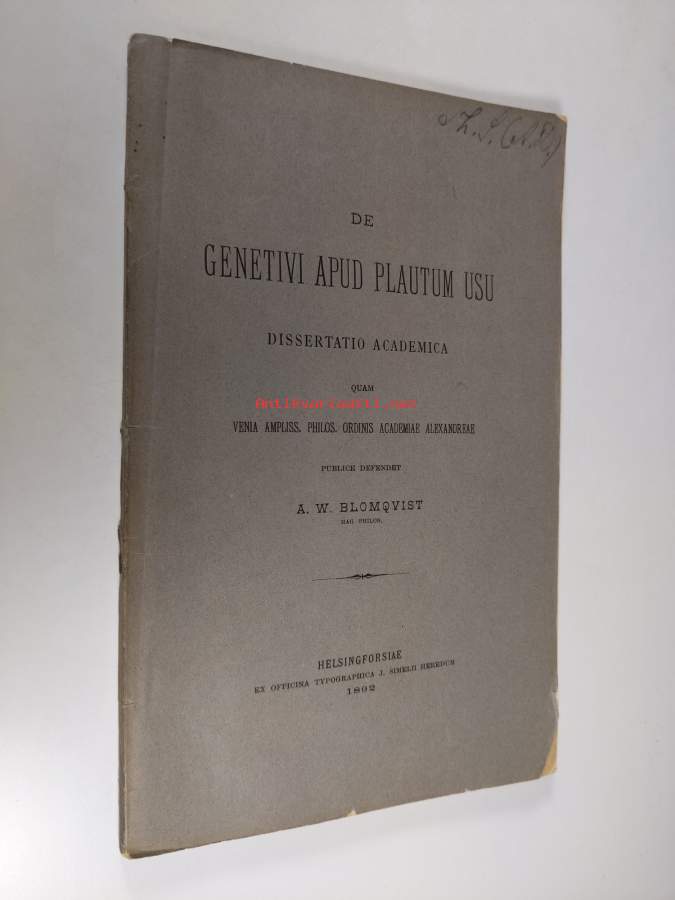 DE
GENETIVI APUD PLAUTUM USU
DISSERTATIO ACADEMICA
QUAM
VENIA AMPLISS. PHILOS. ORDINIS ACADEMIAE ALEXANDREAE
PUBLICE DEFENDET
A. W. BLOMQVIST
MAG. PHILOS.
HELSINGFORSIAE
EX OFFICINA TYPOGRAPHICA J. SIMELII HEREDUM
1892